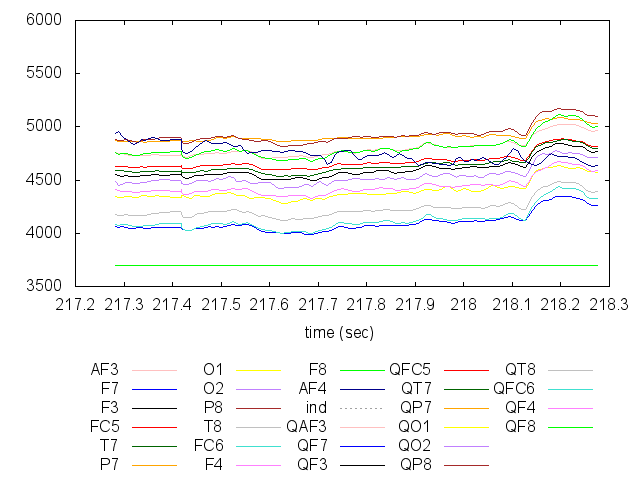 6000
5500
5000
4500
4000
3500
217.2 217.3 217.4 217.5 217.6 217.7 217.8 217.9 218 218.1 218.2 218.3
time (sec)
AF3 O1 F8 QFC5 QT8
F7 O2 AF4 QT7 QFC6
F3 P8 ind QP7 QF4
FC5 T8 QAF3 QO1 QF8
T7 FC6 QF7 QO2
P7 F4 QF3 QP8